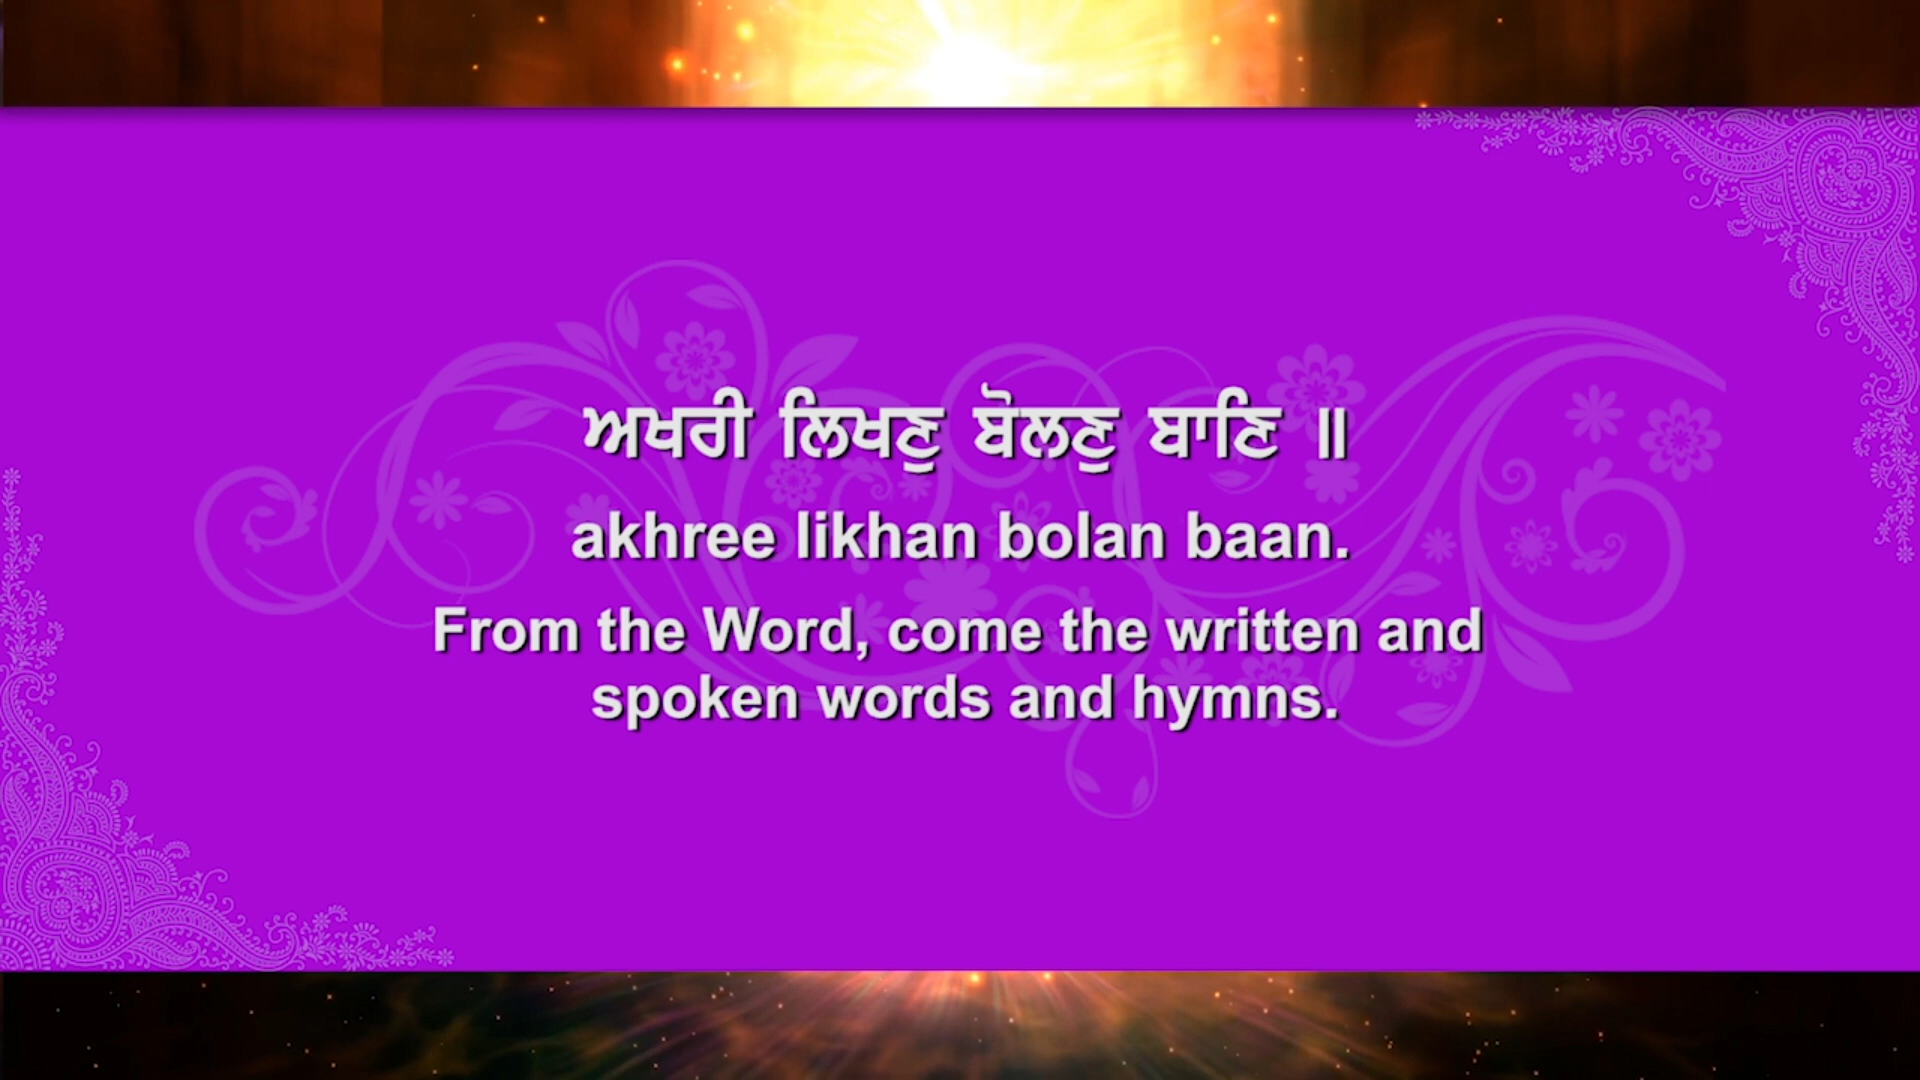 ਅਖਰੀ ਲਿਖਣੁ ਬੋਲਣੁ ਬਾਣਿ ॥
akhree likhan bolan baan.
From the Word, come the written and
spoken words and hymns.